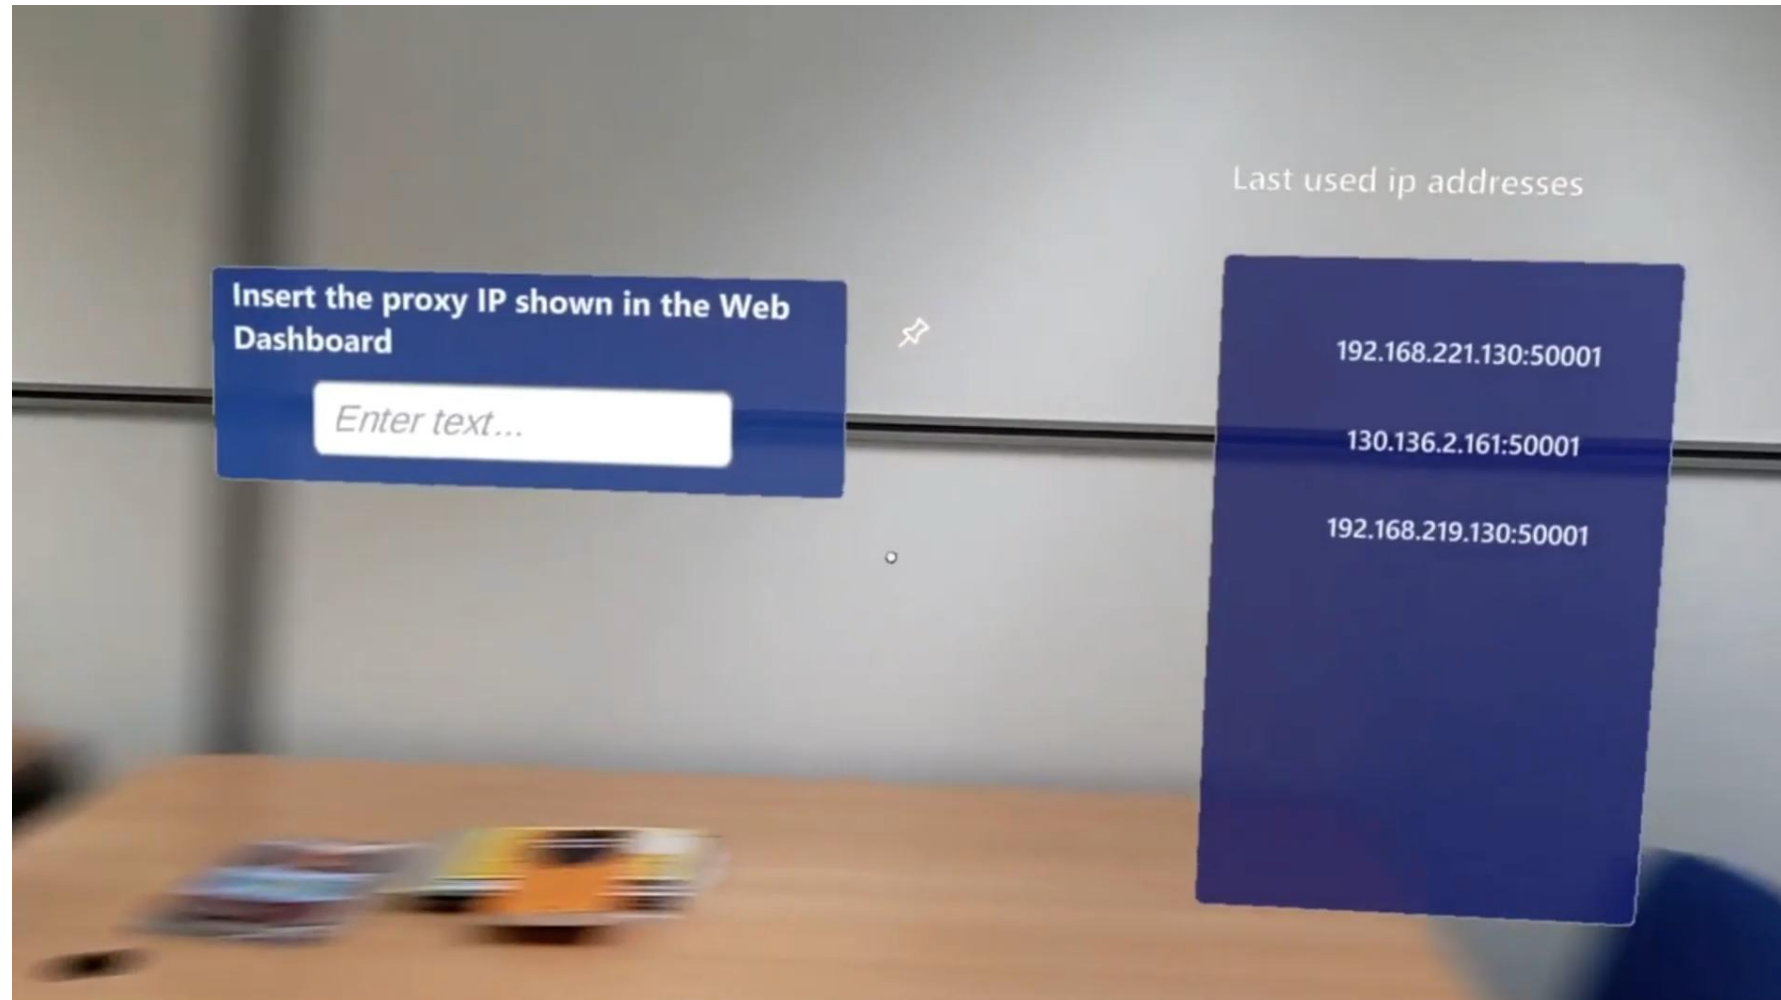 Insert the proxy IP shown in the Web
Dashboard
Enter text...
Last used ip addresses
192.168.221.130:50001
130.136.2.161:50001
192.168.219.130:50001